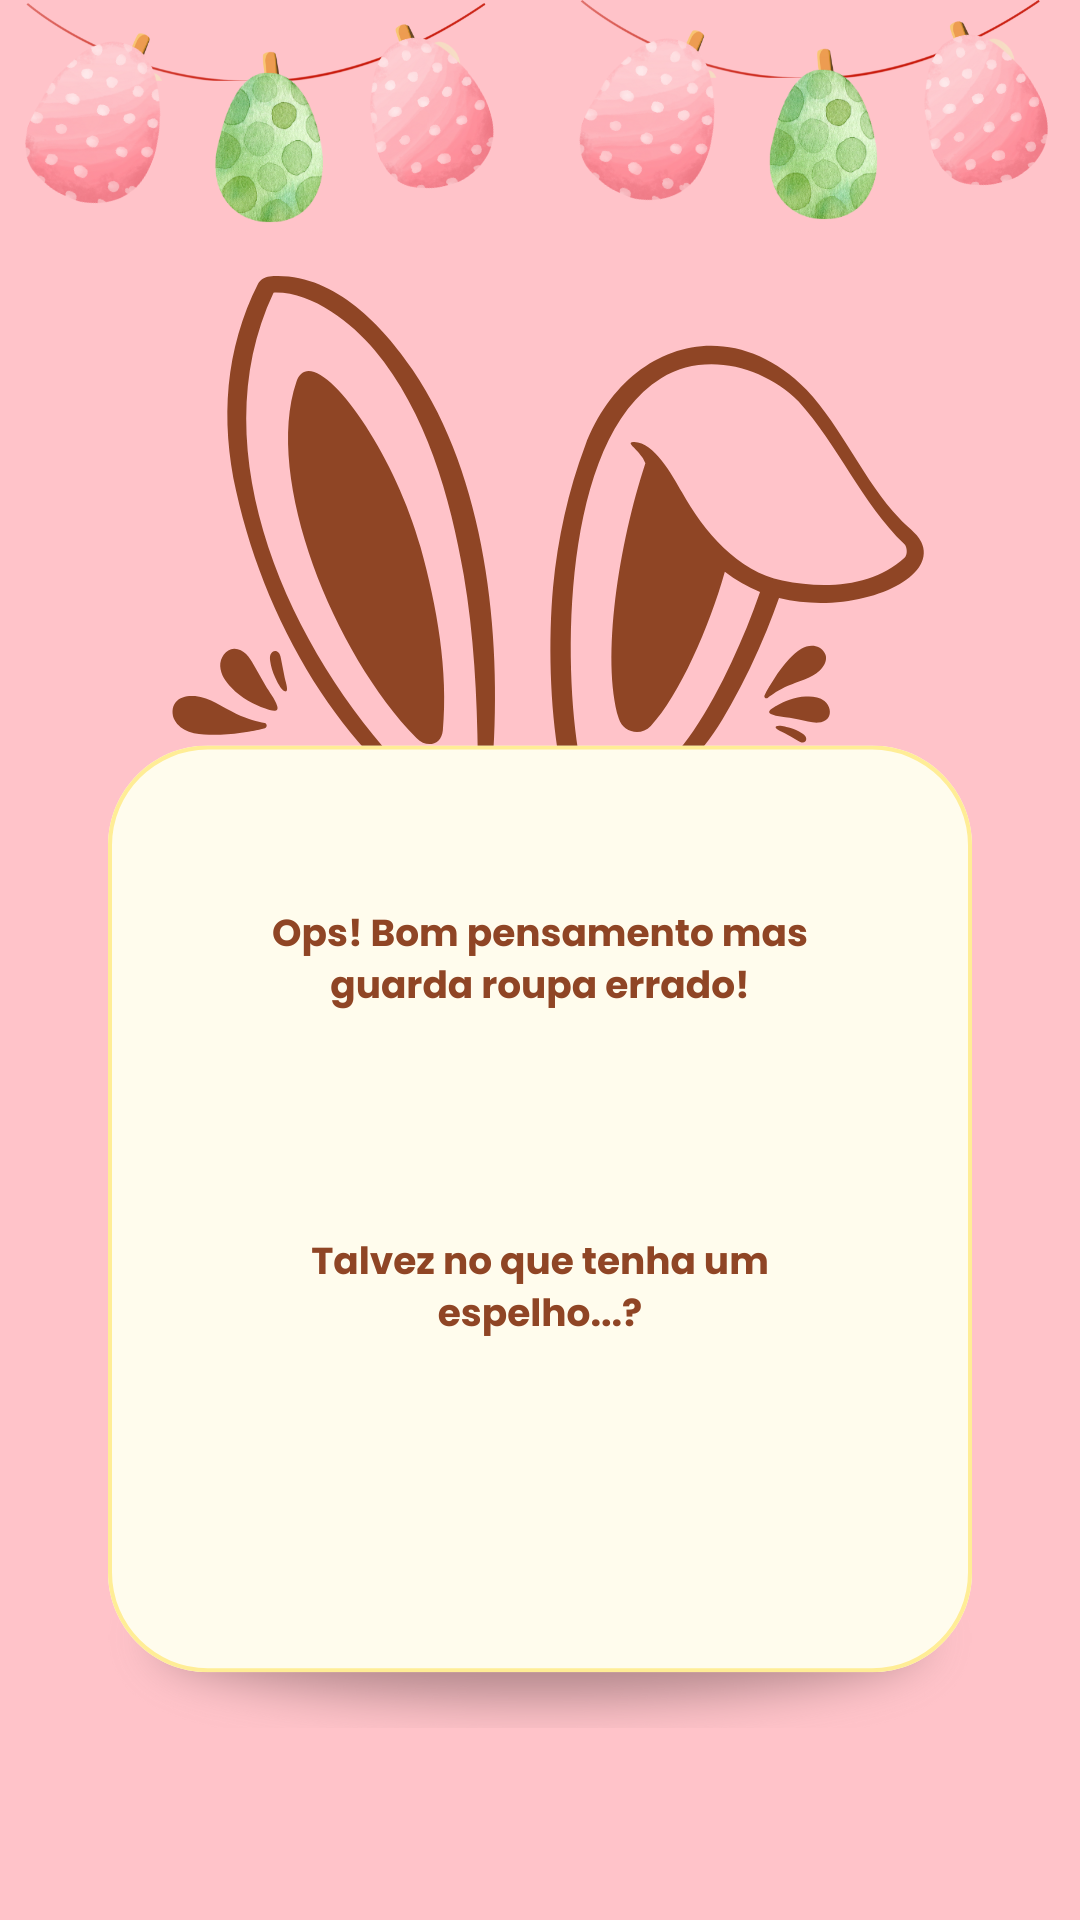 Ops! Bom pensamento mas
guarda roupa errado!
Talvez no que tenha um
espelho...?